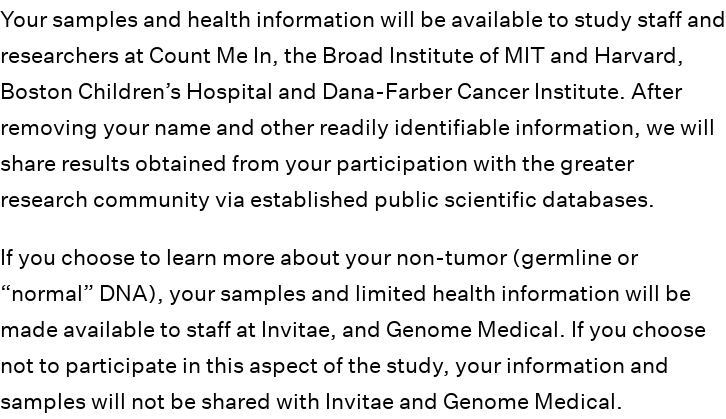 Your samples and health information will be available to study staff and
researchers at Count Me In, the Broad Institute of MIT and Harvard,
Boston Children’s Hospital and Dana-Farber Cancer Institute. After
removing your name and other readily identifiable information, we will
share results obtained from your participation with the greater
research community via established public scientific databases.
If you choose to learn more about your non-tumor (germline or
“normal” DNA), your samples and limited health information will be
made available to staff at Invitae, and Genome Medical. If you choose
not to participate in this aspect of the study, your information and
samples will not be shared with Invitae and Genome Medical.